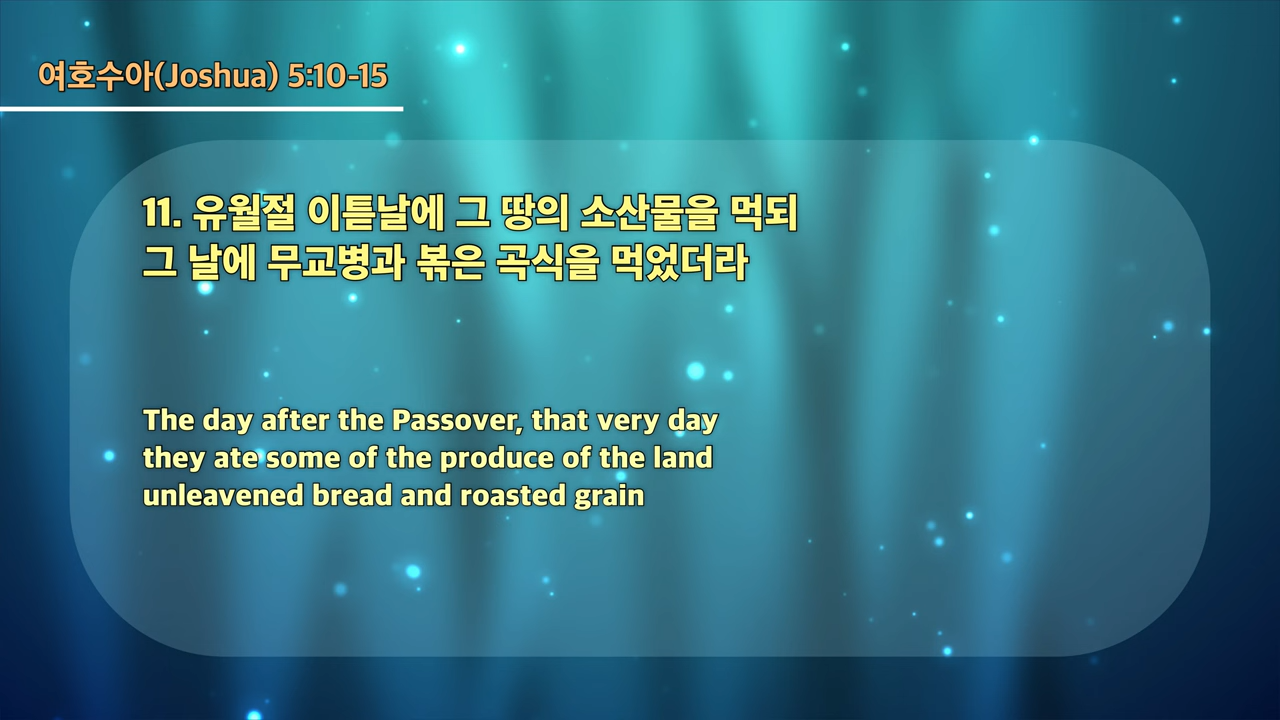 여호수아(Joshua) 5:10-15
11. 유월절 이튿날에 그 땅의 소산물을 먹되
그 날에 무교병과 볶은 곡식을 먹었더라
The day after the Passover, that very day
they ate some of the produce of the land
unleavened bread and roasted grain